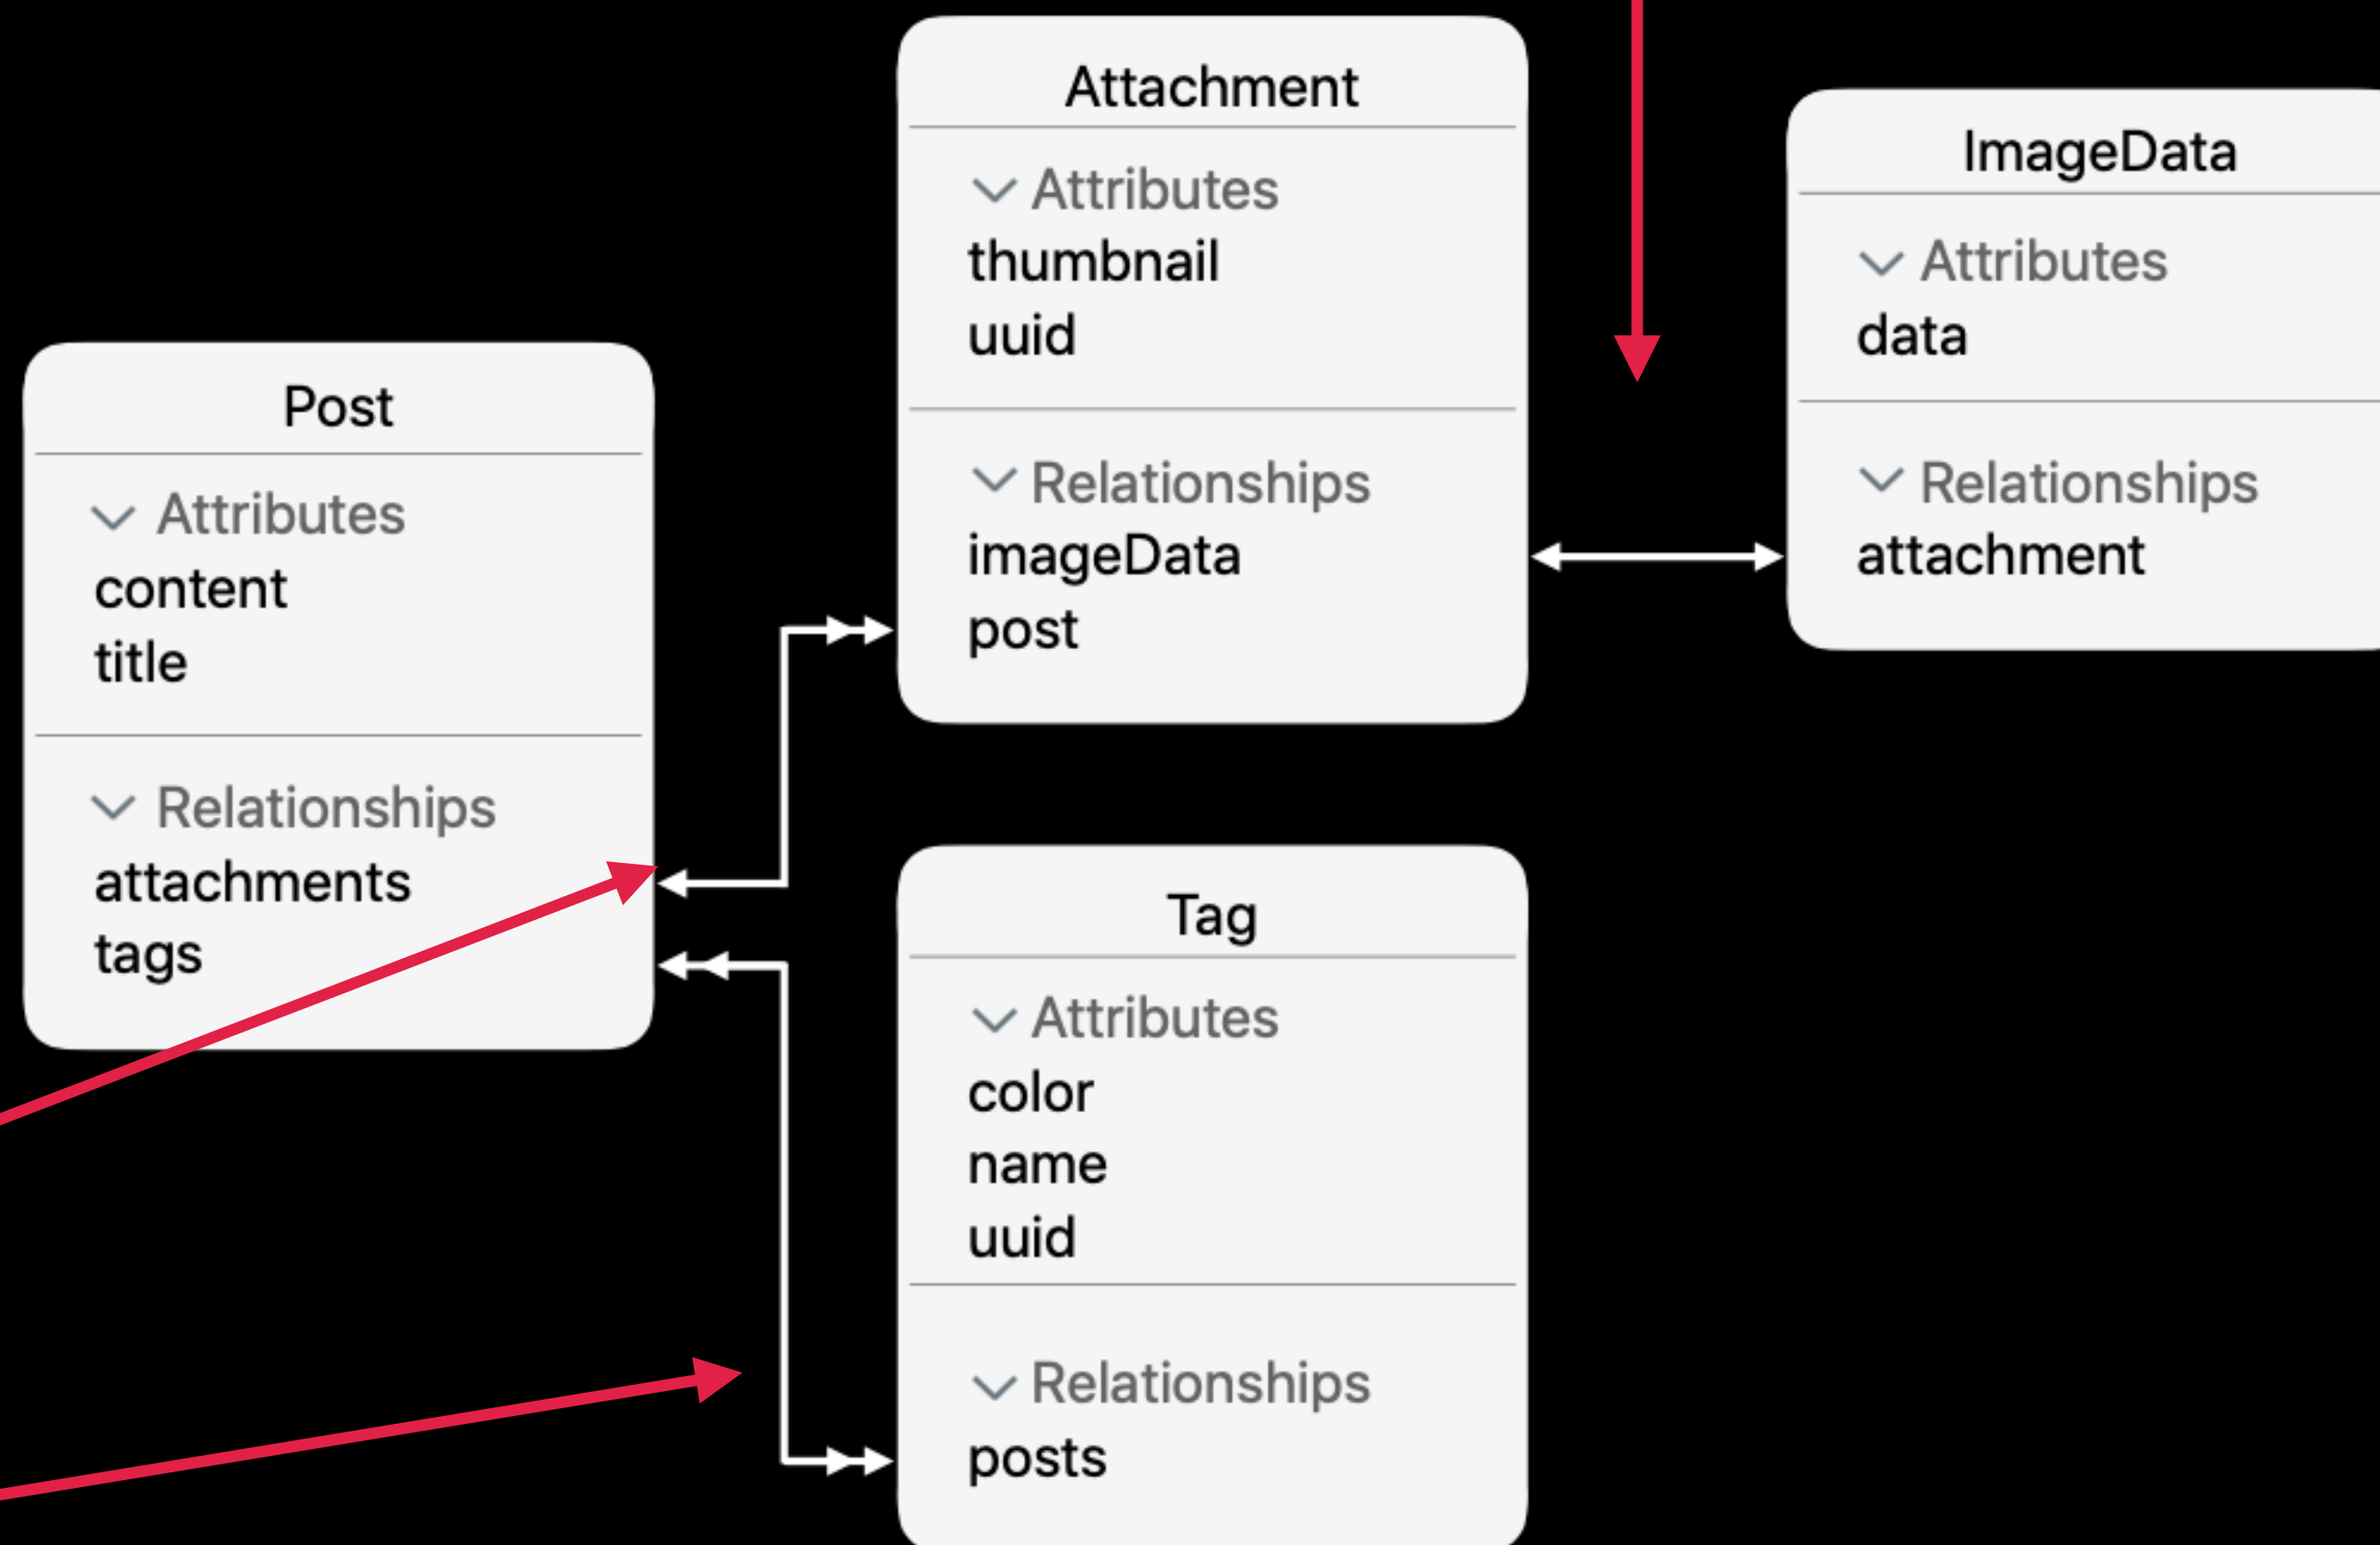 Post
Attributes
content
title
Relationships
attachments
tags
Attachment
Attributes
thumbnail
uuid
Relationships
imageData
post
ImageData
Attributes
data
Relationships
attachment
Tag
Attributes
color
name
uuid
Relationships
posts